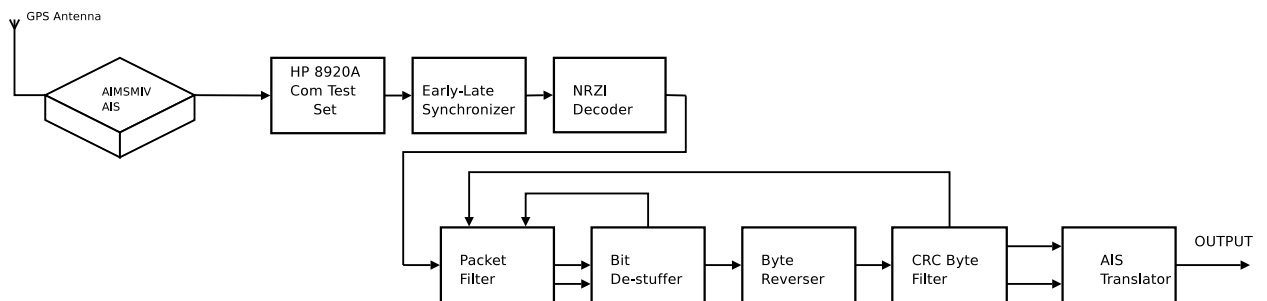 GPS Antenna
AIMSMIV
AIS
HP 8920A
Com Test
Set
Early-Late
Synchronizer
NRZI
Decoder
Packet
Filter
Bit
De-stuffer
Byte
Reverser
CRC Byte
Filter
AIS
Translator
OUTPUT